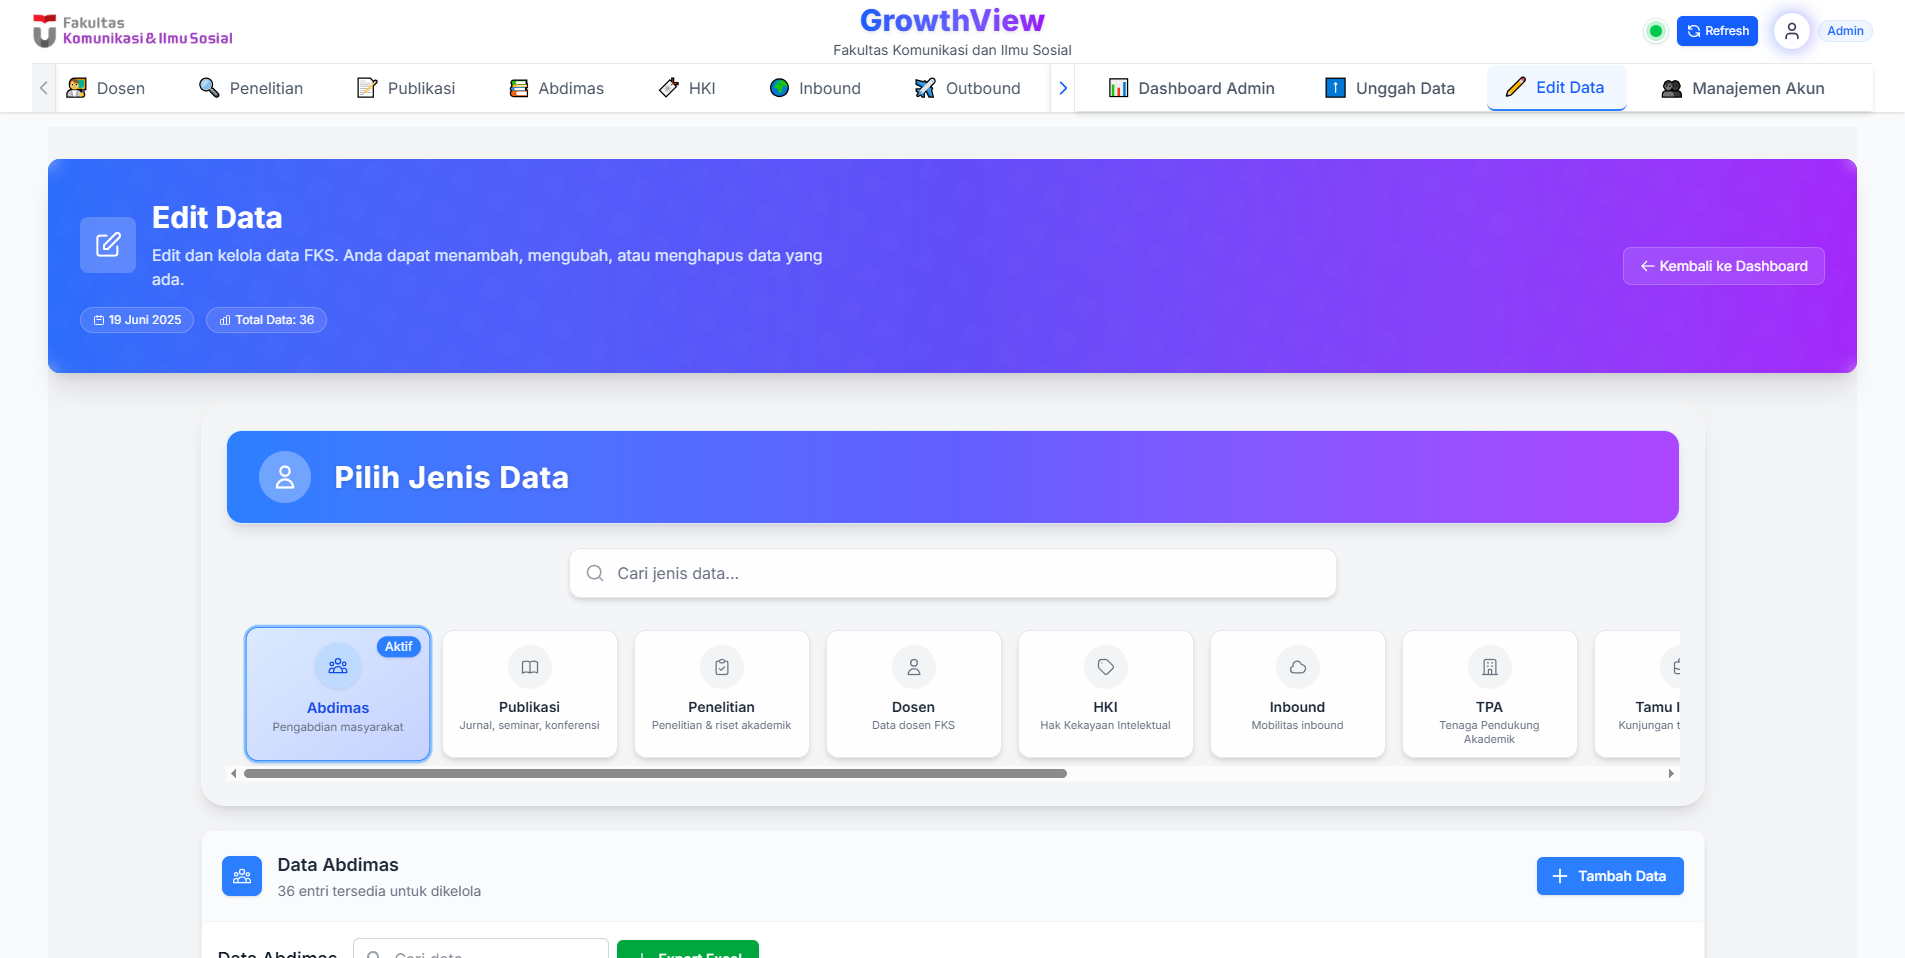 Fakultas
Komunikasi & Ilmu Sosial
GrowthView
Fakultas Komunikasi dan Ilmu Sosial
Refresh
Admin
Dosen
Penelitian
Publikasi
Abdimas
HKI
Inbound
Outbound
Dashboard Admin
Unggah Data
Edit Data
Manajemen Akun
Edit Data
Edit dan kelola data FKS. Anda dapat menambah, mengubah, atau menghapus data yang
ada.
Kembali ke Dashboard
19 Juni 2025
Total Data: 36
Pilih Jenis Data
Cari jenis data...
Aktif
Abdimas
Pengabdian masyarakat
Publikasi
Jurnal, seminar, konferensi
Penelitian
Penelitian & riset akademik
Dosen
Data dosen FKS
HKI
Hak Kekayaan Intelektual
Inbound
Mobilitas inbound
TPA
Tenaga Pendukung
Akademik
Tamu
Kunjungan
Data Abdimas
36 entri tersedia untuk dikelola
Tambah Data
Data Abdimas
Cari data...
Export Excel